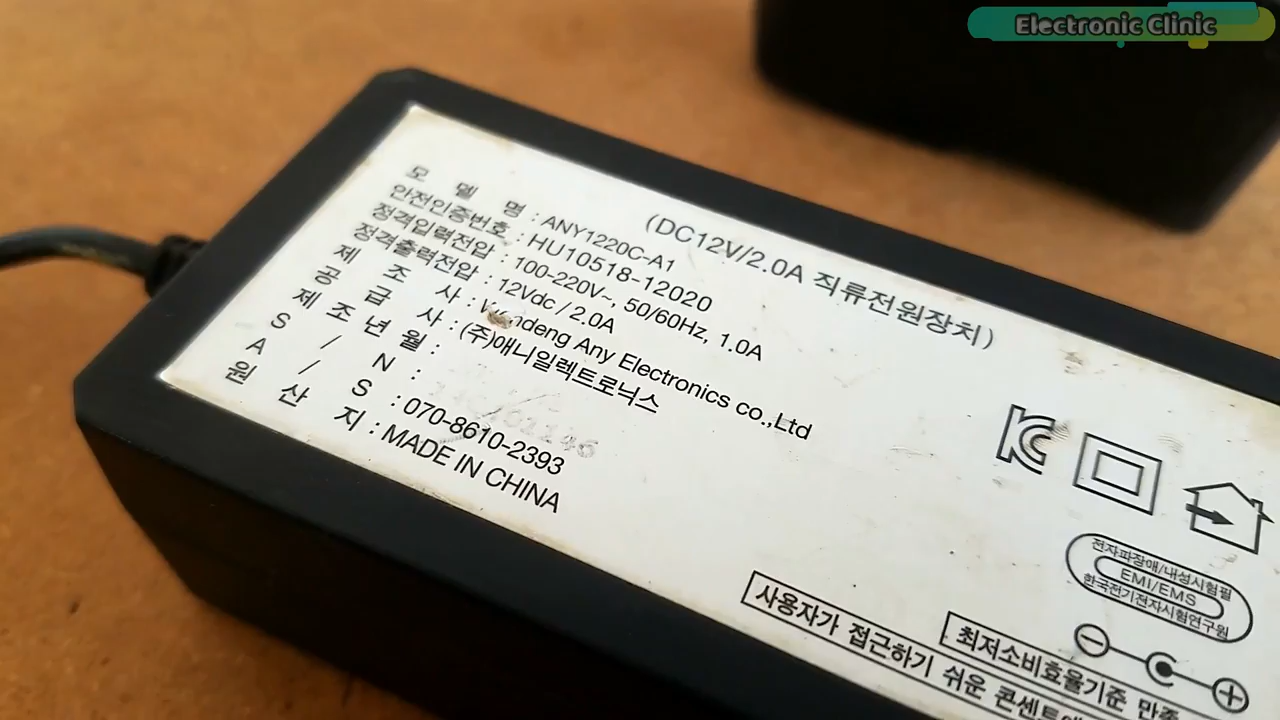 Electronic Clinic
(DC12V/2.0A 직류전원장치)
모 델 명 : ANY1220C-A1
안전인증번호 : HU10518-12020
정격입력전압 : 100-220V~, 50/60Hz, 1.0A
정격출력전압 : 12Vdc / 2.0A
제 조 사 : Any Electronics co.,Ltd
공 급 사 : (주)애니일렉트로닉스
제 조 년 월 :
S / N :
A / S : 070-8610-2393
원 산 지 : MADE IN CHINA
전자파장애/내성시험필
EMI/EMS
한국전기전자시험연구원
최저소비효율기준 만족
사용자가 접근하기 쉬운